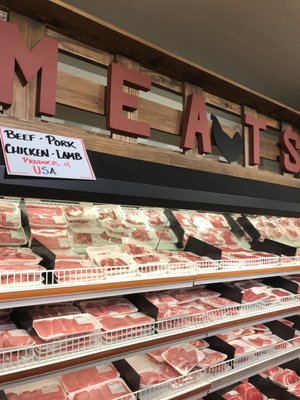 MEATS
BEEF - PORK
CHICKEN - LAMB
PRODUCTS of
USA